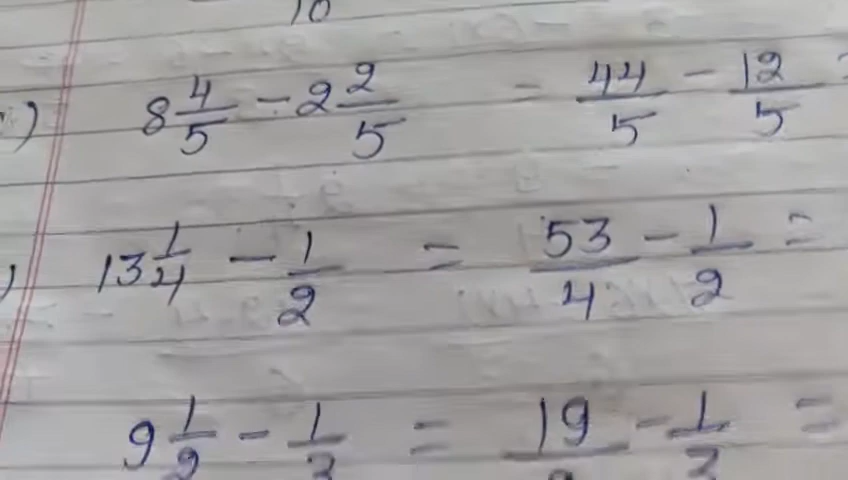 10
) 8 4/5 - 2 2/5 - 44/5 - 12/5 =
) 13 1/4 - 1/2 = 53/4 - 1/2 =
9 1/2 - 1/3 = 19/2 - 1/3 =